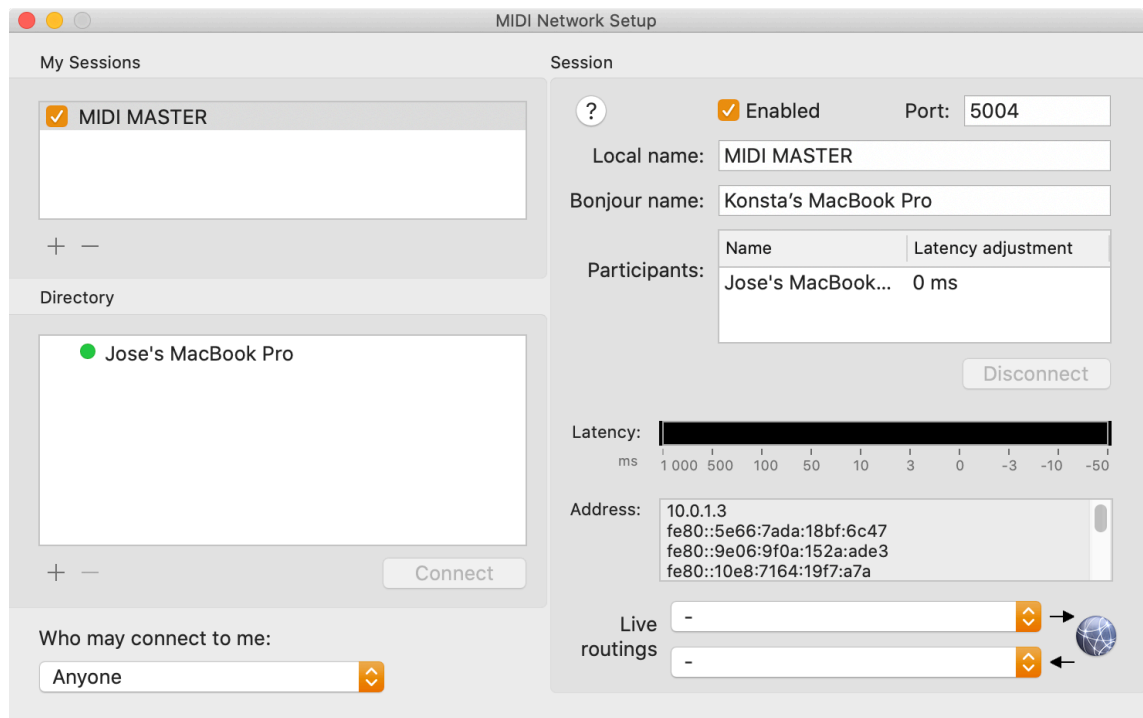 MIDI Network Setup
My Sessions
MIDI MASTER
+ −
Directory
Jose's MacBook Pro
+ −
Connect
Who may connect to me:
Anyone
Session
?
Enabled
Port: 5004
Local name: MIDI MASTER
Bonjour name: Konsta’s MacBook Pro
Participants:
Name Latency adjustment
Jose's MacBook... 0 ms
Disconnect
Latency:
ms 1 000 500 100 50 10 3 0 -3 -10 -50
Address: 10.0.1.3
fe80::5e66:7ada:18bf:6c47
fe80::9e06:9f0a:152a:ade3
fe80::10e8:7164:19f7:a7a
Live routings
-
-